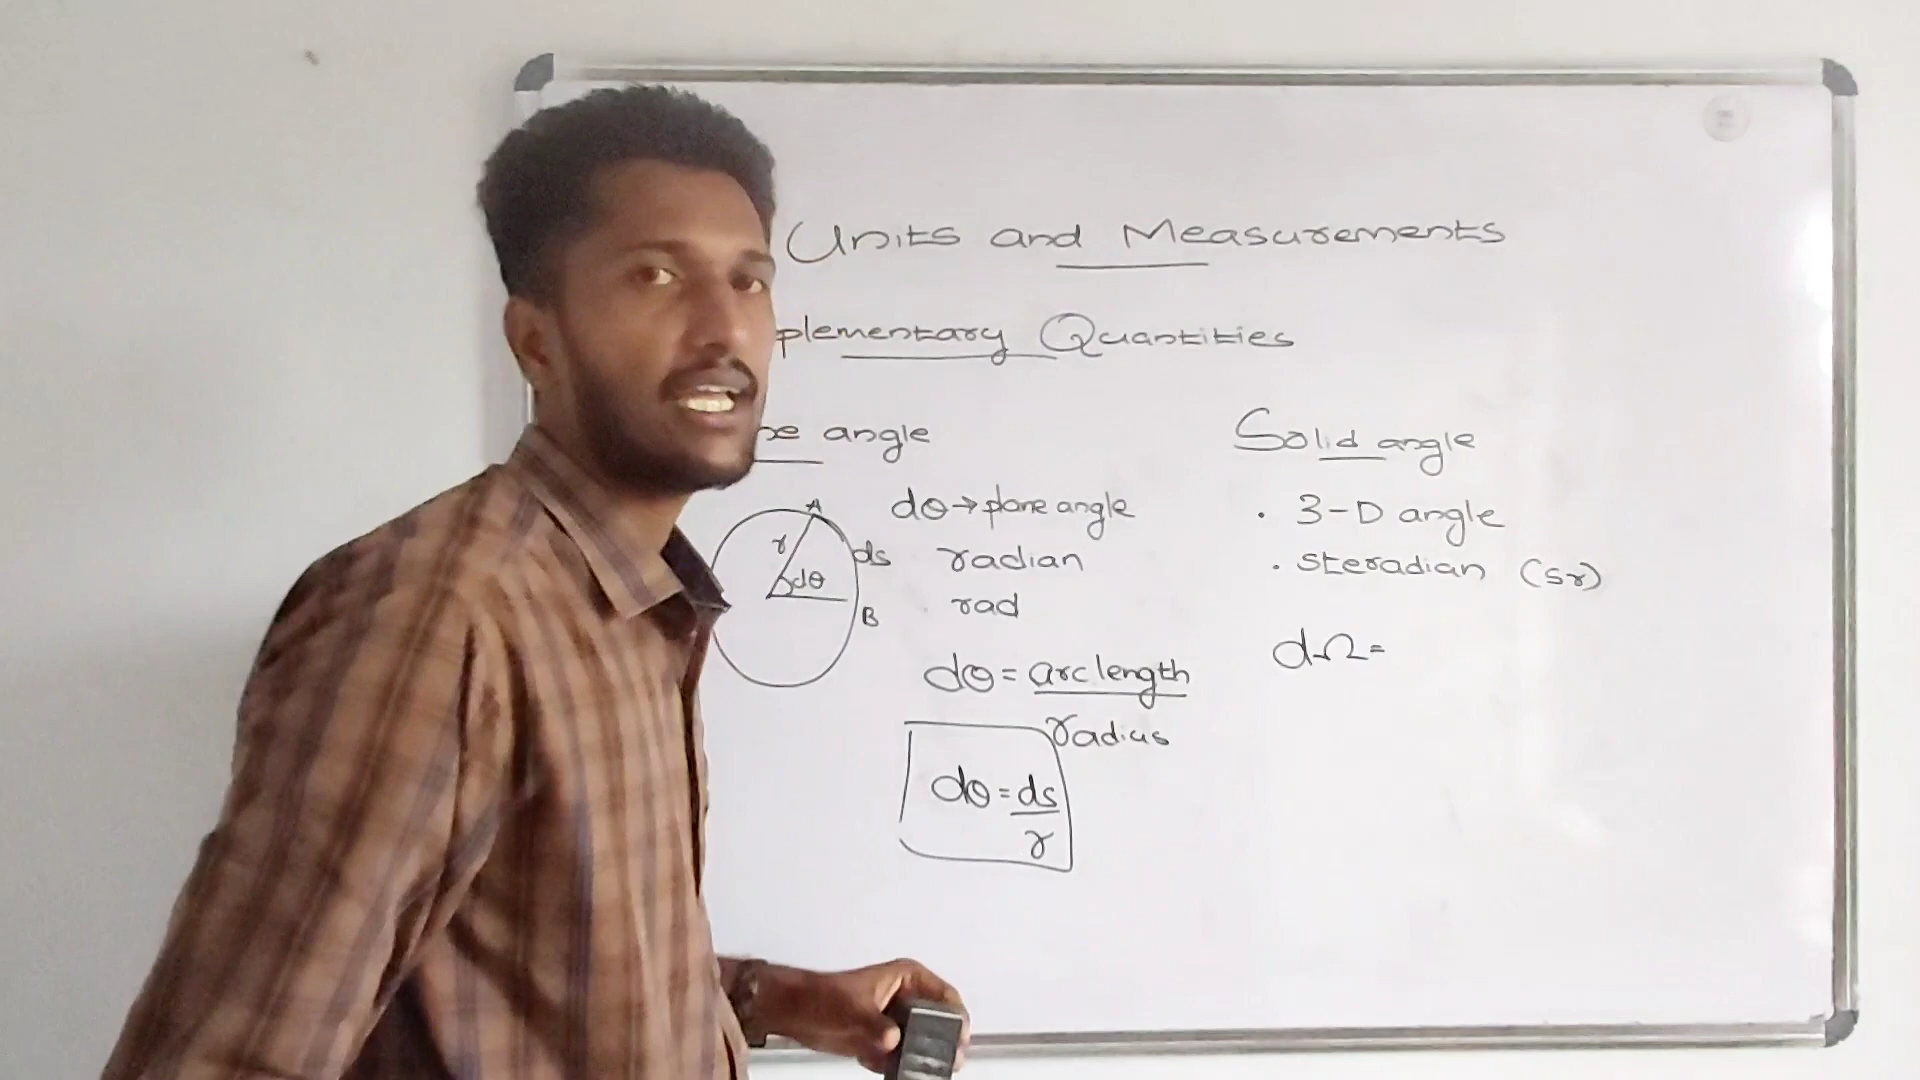 Units and Measurements
plementary Quantities
ne angle
A
r
dθ
ds
B
dθ→plane angle
radian
rad
dθ = arc length
radius
dθ = ds
r
Solid angle
. 3-D angle
. steradian (sr)
dΩ=